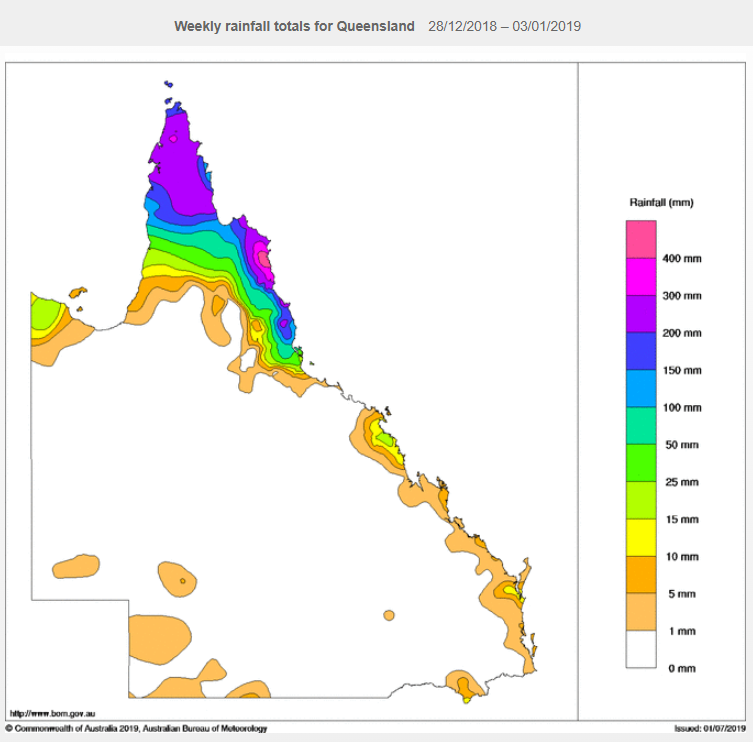 Weekly rainfall totals for Queensland 28/12/2018 – 03/01/2019
Rainfall (mm)
400 mm
300 mm
200 mm
150 mm
100 mm
50 mm
25 mm
15 mm
10 mm
5 mm
1 mm
0 mm
http://www.bom.gov.au
© Commonwealth of Australia 2019, Australian Bureau of Meteorology
Issued: 01/07/2019